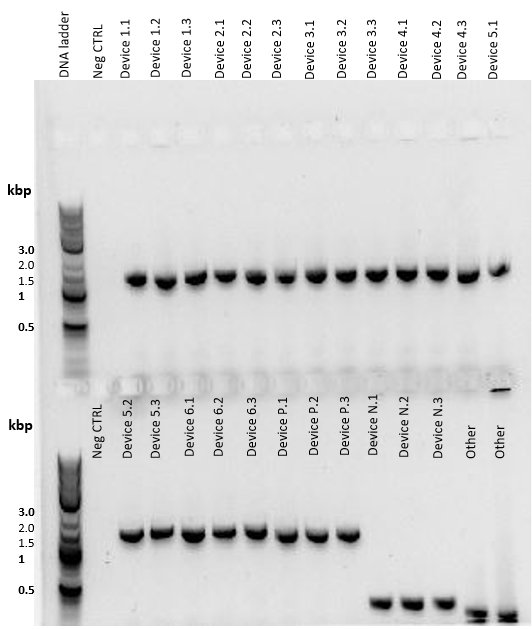 DNA ladder
Neg CTRL
Device 1.1
Device 1.2
Device 1.3
Device 2.1
Device 2.2
Device 2.3
Device 3.1
Device 3.2
Device 3.3
Device 4.1
Device 4.2
Device 4.3
Device 5.1
kbp
3.0
2.0
1.5
1
0.5
Neg CTRL
Device 5.2
Device 5.3
Device 6.1
Device 6.2
Device 6.3
Device P.1
Device P.2
Device P.3
Device N.1
Device N.2
Device N.3
Other
Other
kbp
3.0
2.0
1.5
1
0.5